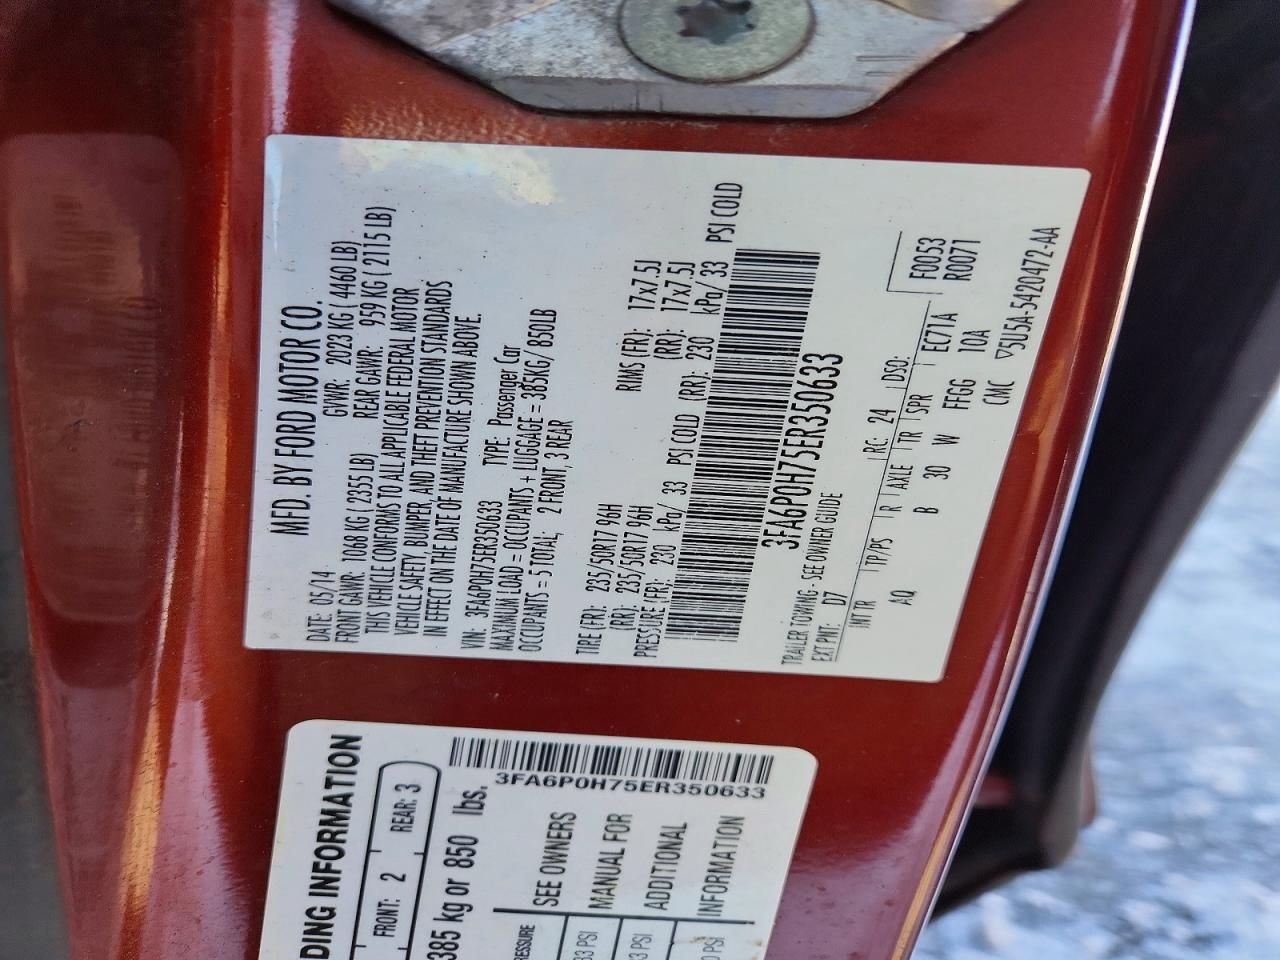 MFD. BY FORD MOTOR CO.
DATE: 05/14 GVWR: 2023 KG ( 4460 LB)
FRONT GAWR: 1068 KG ( 2355 LB) REAR GAWR: 959 KG ( 2115 LB)
THIS VEHICLE CONFORMS TO ALL APPLICABLE FEDERAL MOTOR
VEHICLE SAFETY, BUMPER, AND THEFT PREVENTION STANDARDS
IN EFFECT ON THE DATE OF MANUFACTURE SHOWN ABOVE.
VIN: 3FA6P0H75ER350633 TYPE: Passenger Car
MAXIMUM LOAD = OCCUPANTS + LUGGAGE = 385KG/ 850LB
OCCUPANTS = 5 TOTAL; 2 FRONT, 3 REAR
TIRE (FR): 235/50R17 96H RIMS (FR): 17x7.5J
(RR): 235/50R17 96H (RR): 17x7.5J
PRESSURE (FR): 230 kPa/ 33 PSI COLD (RR): 230 kPa/ 33 PSI COLD
3FA6P0H75ER350633
TRAILER TOWING - SEE OWNER GUIDE
EXT PNT: D7 RC: 24 DSO: F0053
INT TR TP/PS R AXLE TR SPR EC71A R0071
AQ B 30 W FFGG 10A
CMC ▽5U5A-5420472-AA
DING INFORMATION
FRONT: 2 REAR: 3
385 kg or 850 lbs.
3FA6P0H75ER350633
RESSURE SEE OWNERS
33 PSI MANUAL FOR
33 PSI ADDITIONAL
0 PSI INFORMATION